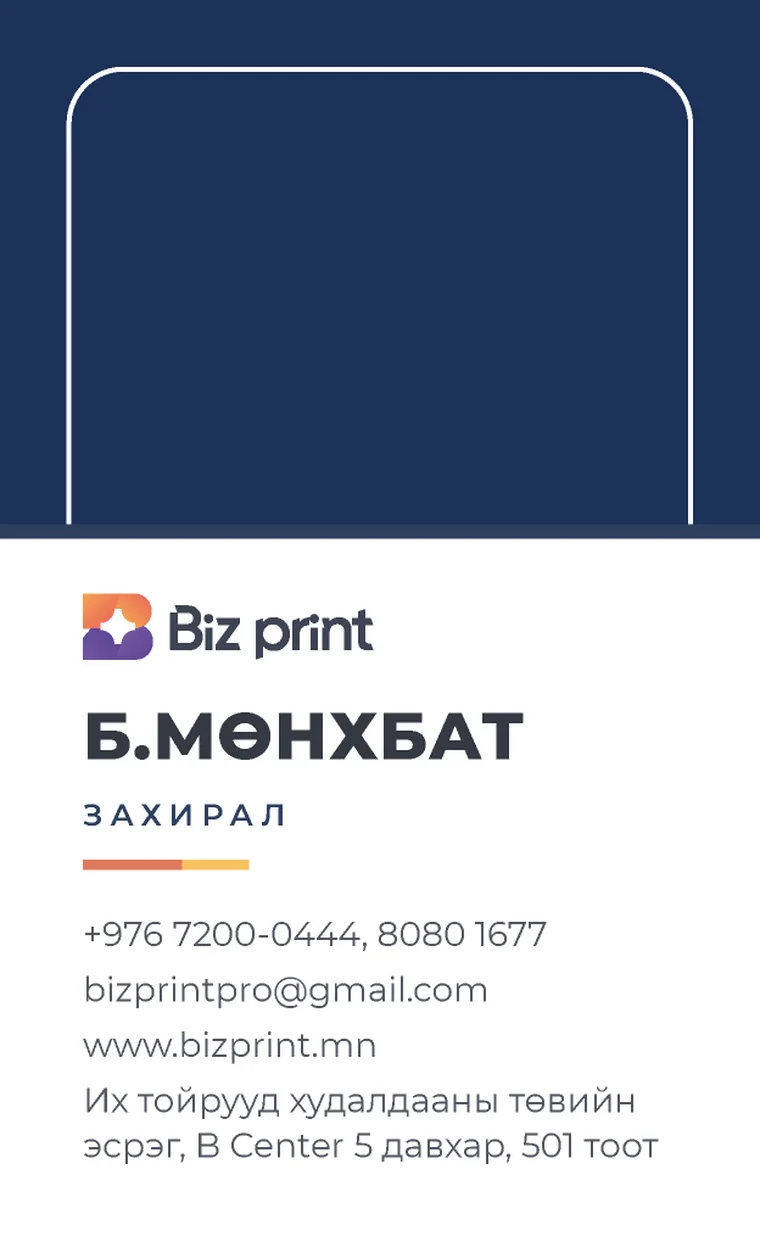 Biz print
Б.МӨНХБАТ
ЗАХИРАЛ
+976 7200-0444, 8080 1677
bizprintpro@gmail.com
www.bizprint.mn
Их тойрууд худалдааны төвийн
эсрэг, B Center 5 давхар, 501 тоот